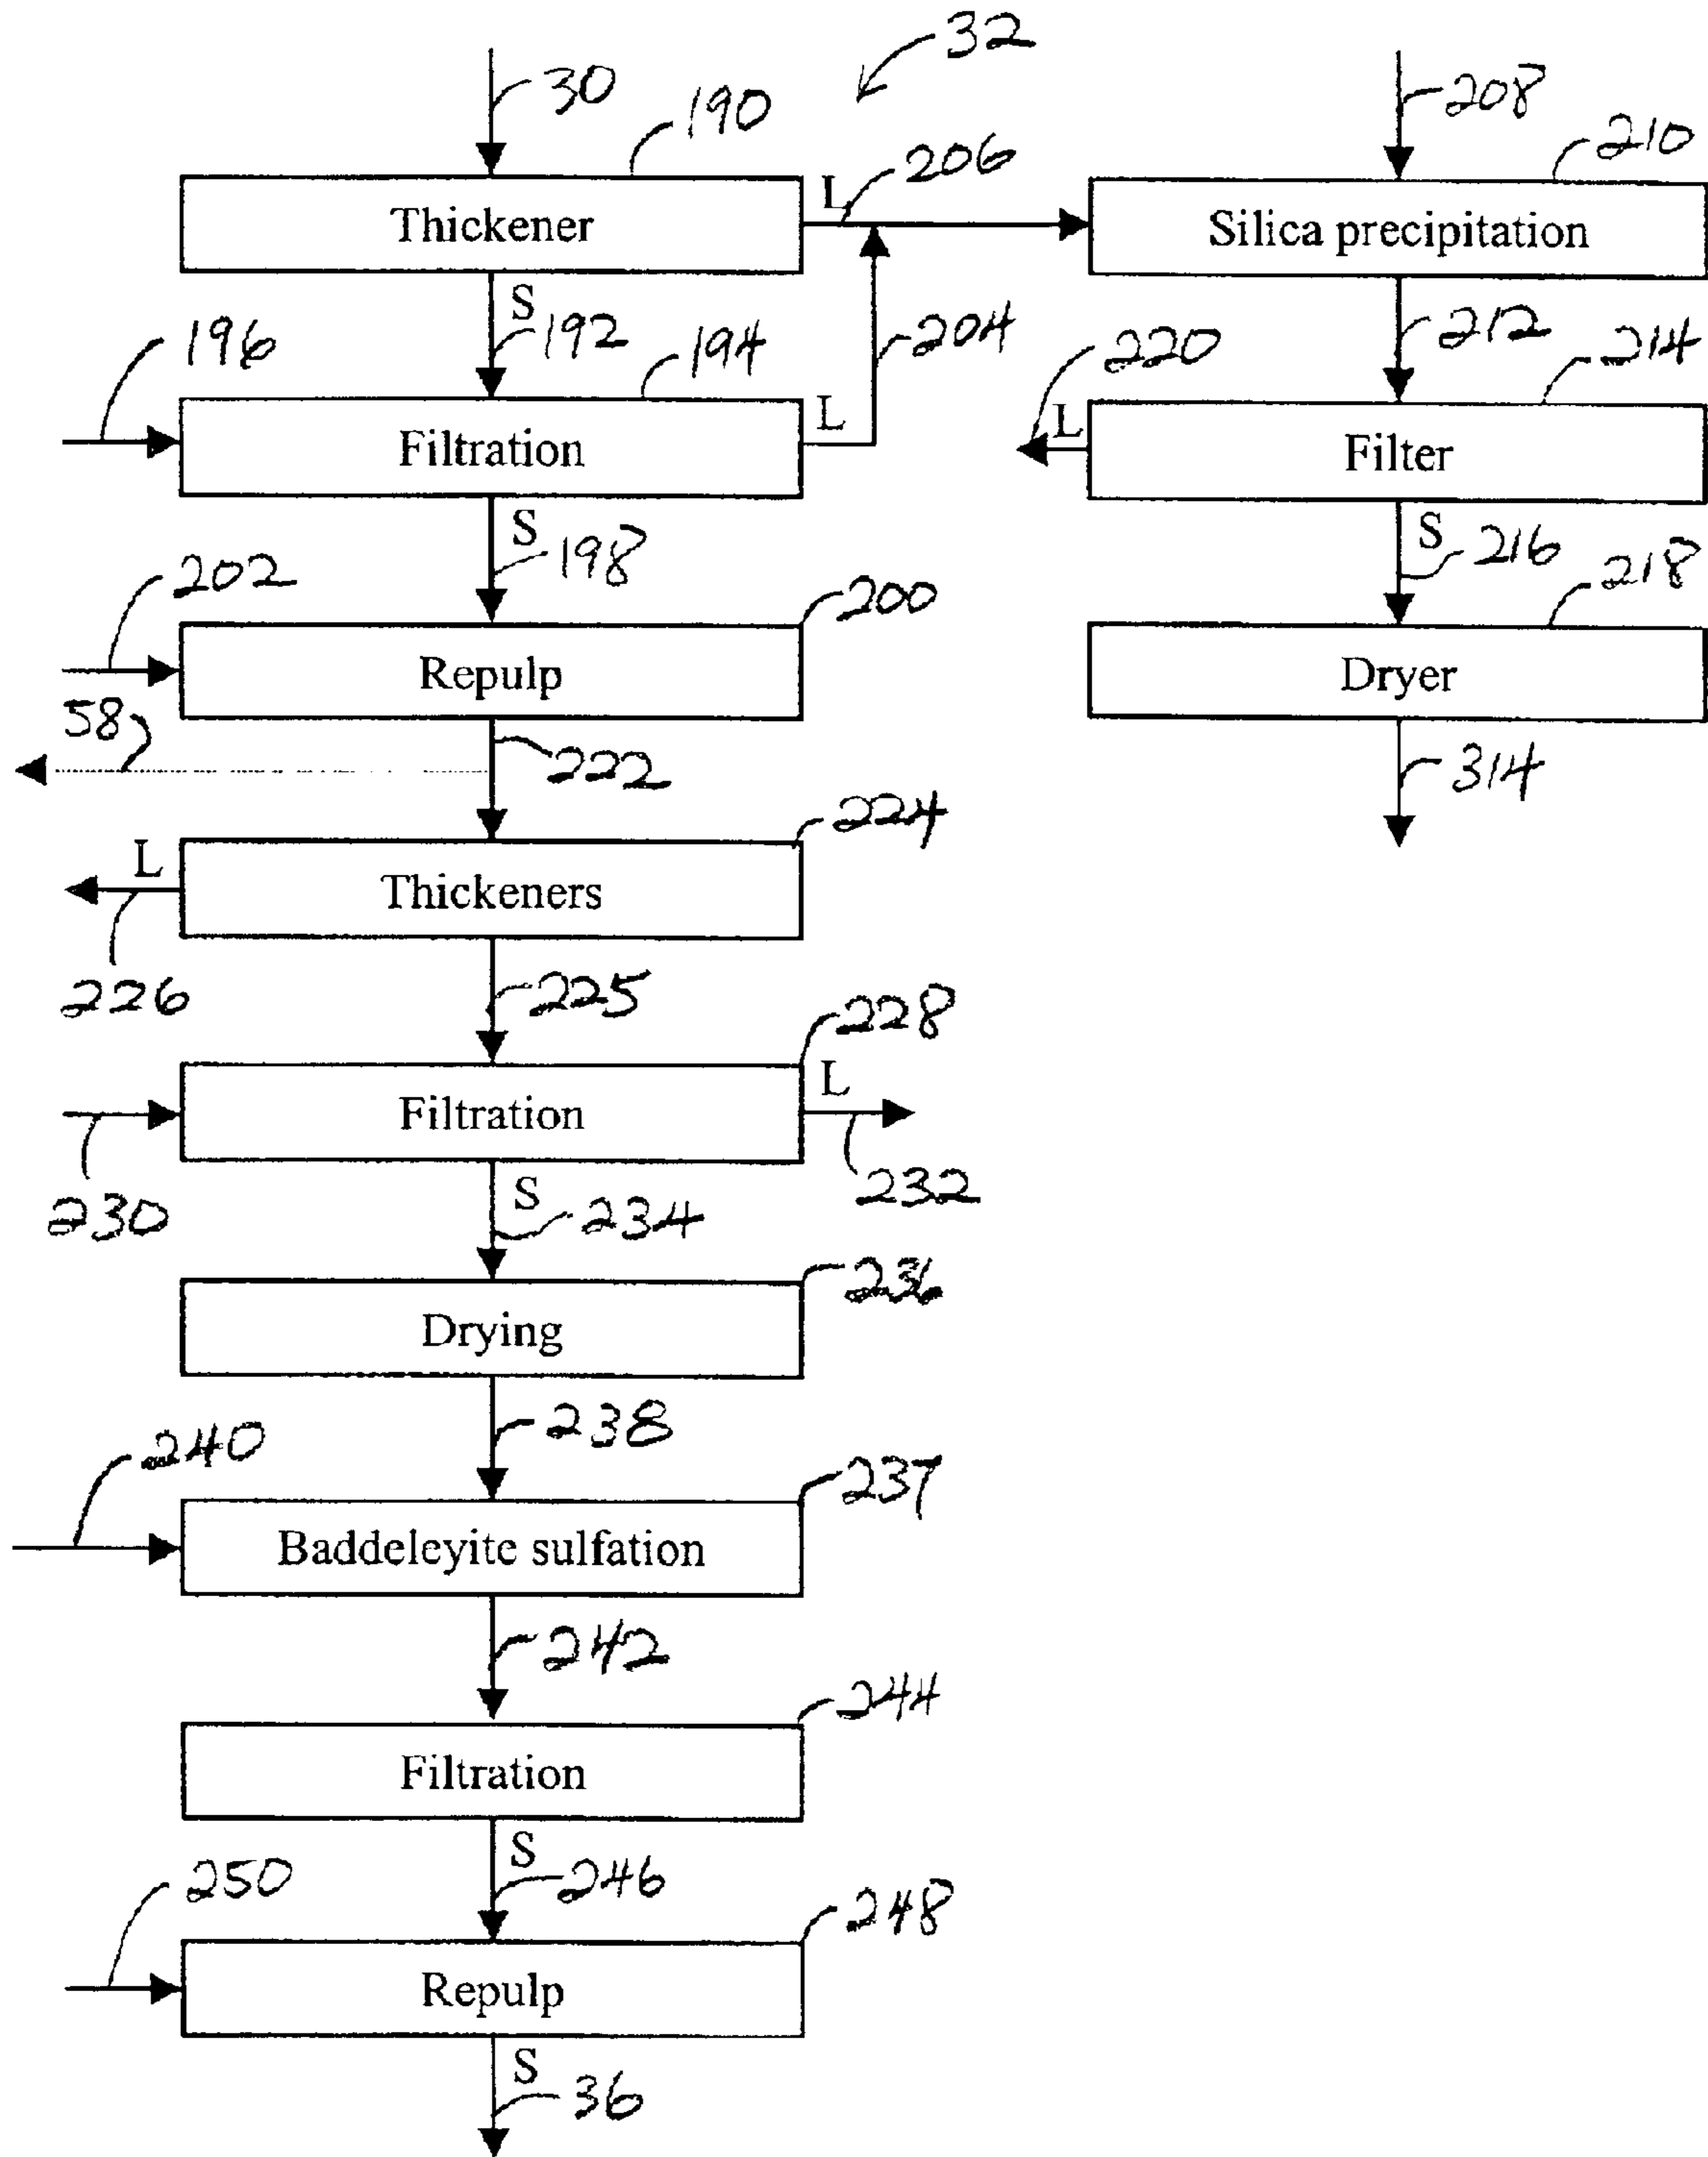 32
30
208
190
206
210
L
Thickener
Silica precipitation
S
192
204
212
196
194
220
214
L
L
Filtration
Filter
S
198
S
216
202
200
218
Repulp
Dryer
58
222
314
224
L
Thickeners
226
225
228
L
Filtration
230
S
234
232
236
Drying
238
240
237
Baddeleyite sulfation
242
244
Filtration
S
246
250
248
Repulp
S
36